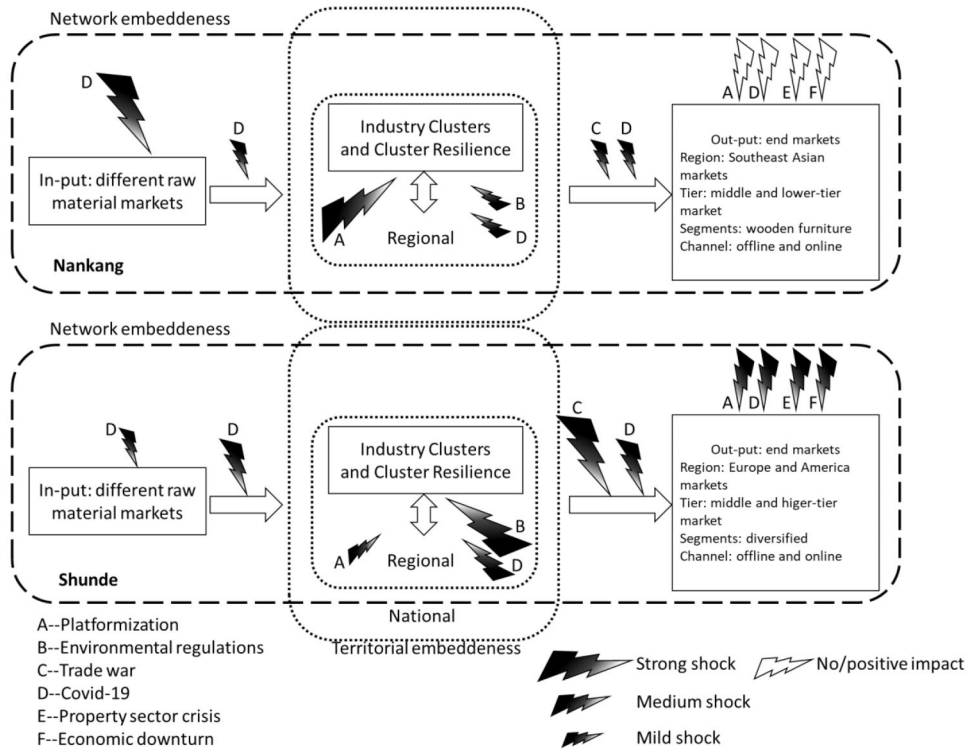 Network embeddeness
D
D
In-put: different raw
material markets
Nankang
Industry Clusters
and Cluster Resilience
A
B
D
Regional
C
D
A
D
E
F
Out-put: end markets
Region: Southeast Asian
markets
Tier: middle and lower-tier
market
Segments: wooden furniture
Channel: offline and online
Network embeddeness
D
D
In-put: different raw
material markets
Shunde
Industry Clusters
and Cluster Resilience
A
B
D
Regional
National
Territorial embeddeness
C
D
A
D
E
F
Out-put: end markets
Region: Europe and America
markets
Tier: middle and higer-tier
market
Segments: diversified
Channel: offline and online
A--Platformization
B--Environmental regulations
C--Trade war
D--Covid-19
E--Property sector crisis
F--Economic downturn
Strong shock
No/positive impact
Medium shock
Mild shock